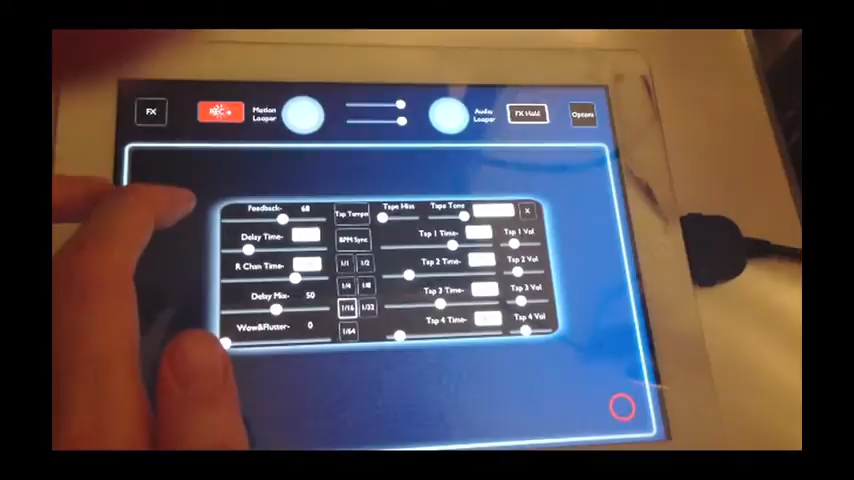 FX
REC
Motion
Looper
Audio
Looper
FX Hold
Options
Feedback- 68
Tap Tempo
Tape Hiss
Tape Tone
X
Delay Time-
BPM Sync
Tap 1 Time-
Tap 1 Vol
R Chan Time-
1/1
1/2
Tap 2 Time-
Tap 2 Vol
Delay Mix- 50
1/4
1/8
Tap 3 Time-
Tap 3 Vol
1/16
1/32
Wow&Flutter- 0
1/64
Tap 4 Time-
Tap 4 Vol